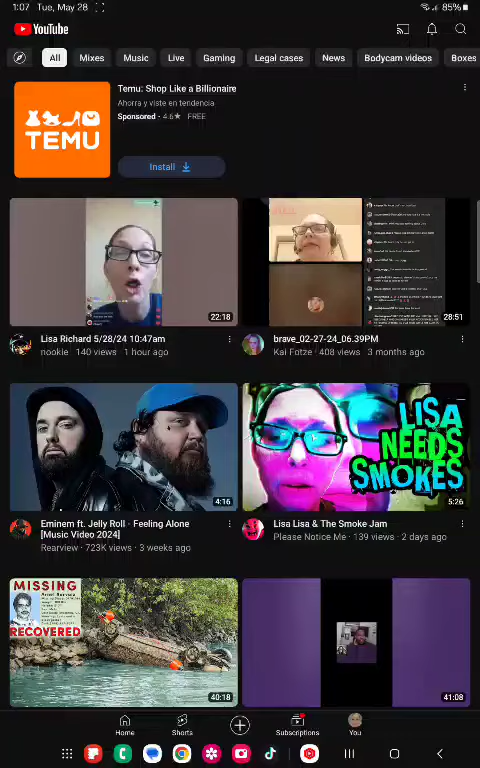 1:07 Tue, May 28
85%
YouTube
All
Mixes
Music
Live
Gaming
Legal cases
News
Bodycam videos
Boxes
TEMU
Temu: Shop Like a Billionaire
Ahorra y viste en tendencia
Sponsored · 4.6★ FREE
Install
22:18
28:51
Lisa Richard 5/28/24 10:47am
nookie · 140 views · 1 hour ago
brave_02-27-24_06.39PM
Kai Fotze · 408 views · 3 months ago
4:16
LISA
NEEDS
SMOKES
5:26
Eminem ft. Jelly Roll - Feeling Alone
[Music Video 2024]
Rearview · 723K views · 3 weeks ago
Lisa Lisa & The Smoke Jam
Please Notice Me · 139 views · 2 days ago
MISSING
RECOVERED
40:18
41:08
Home
Shorts
Subscriptions
You